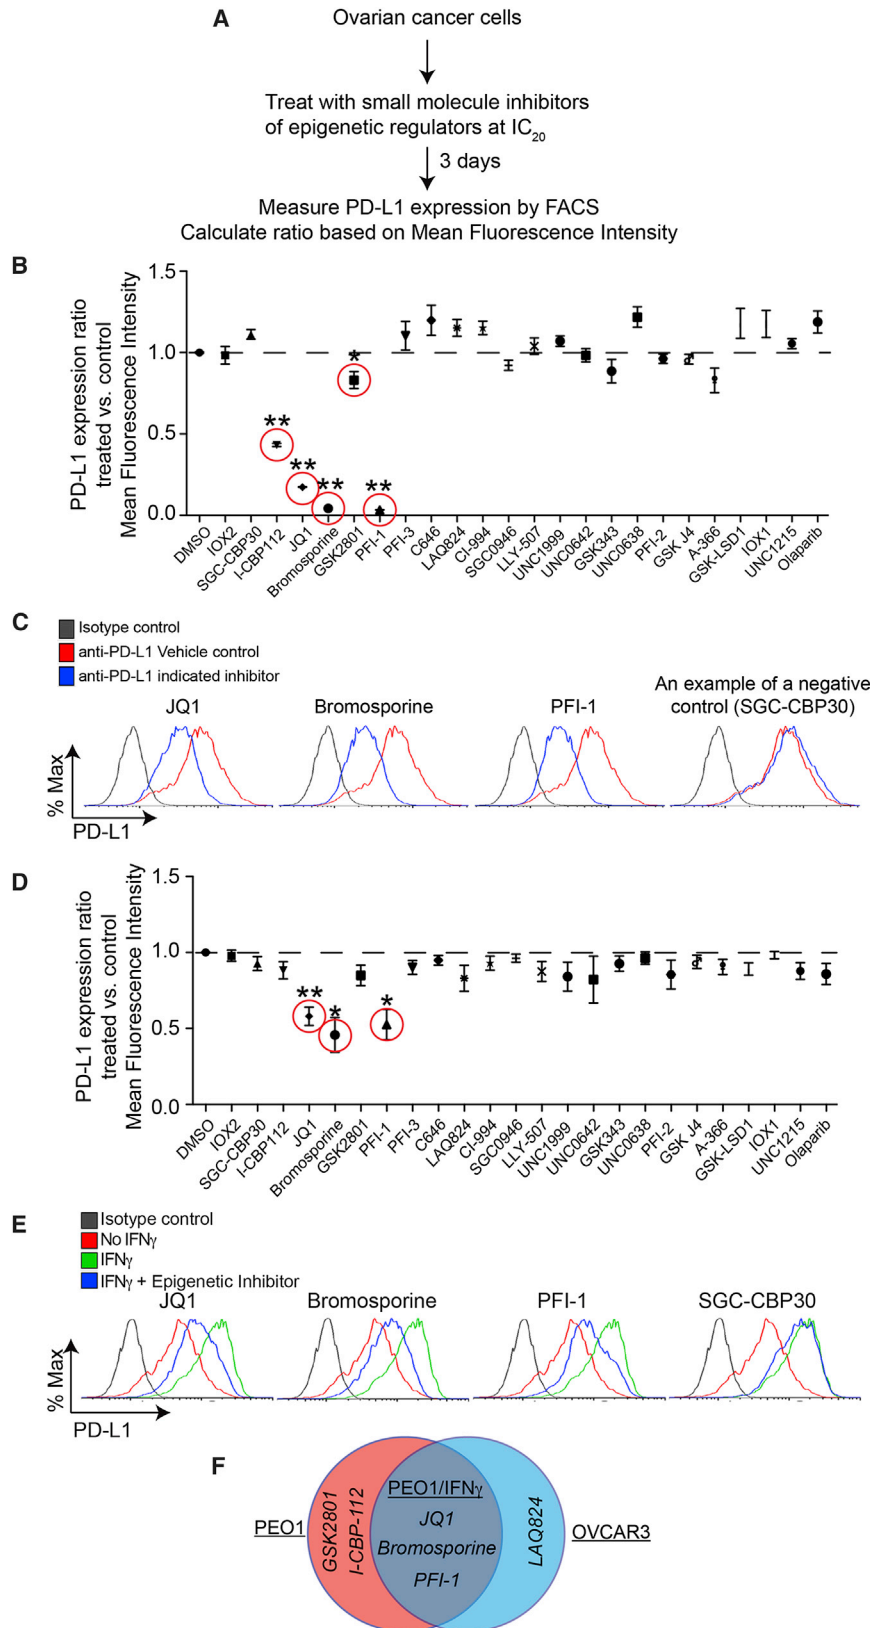 A
Ovarian cancer cells
Treat with small molecule inhibitors
of epigenetic regulators at IC20
3 days
Measure PD-L1 expression by FACS
Calculate ratio based on Mean Fluorescence Intensity
B
PD-L1 expression ratio
treated vs. control
Mean Fluorescence Intensity
1.5
1.0
0.5
0.0
**
**
**
*
**
DMSO
IOX2
SGC-CBP30
I-CBP112
JQ1
Bromosporine
GSK2801
PFI-1
PFI-3
C646
LAQ824
CI-994
SGC0946
LLY-507
UNC1999
UNC0642
GSK343
UNC0638
PFI-2
GSK J4
A-366
GSK-LSD1
IOX1
UNC1215
Olaparib
C
Isotype control
anti-PD-L1 Vehicle control
anti-PD-L1 indicated inhibitor
JQ1
Bromosporine
PFI-1
An example of a negative
control (SGC-CBP30)
% Max
PD-L1
D
PD-L1 expression ratio
treated vs. control
Mean Fluorescence Intensity
1.5
1.0
0.5
0.0
**
*
*
DMSO
IOX2
SGC-CBP30
I-CBP112
JQ1
Bromosporine
GSK2801
PFI-1
PFI-3
C646
LAQ824
CI-994
SGC0946
LLY-507
UNC1999
UNC0642
GSK343
UNC0638
PFI-2
GSK J4
A-366
GSK-LSD1
IOX1
UNC1215
Olaparib
E
Isotype control
No IFNγ
IFNγ
IFNγ + Epigenetic Inhibitor
JQ1
Bromosporine
PFI-1
SGC-CBP30
% Max
PD-L1
F
PEO1
GSK2801
I-CBP-112
PEO1/IFNγ
JQ1
Bromosporine
PFI-1
LAQ824
OVCAR3